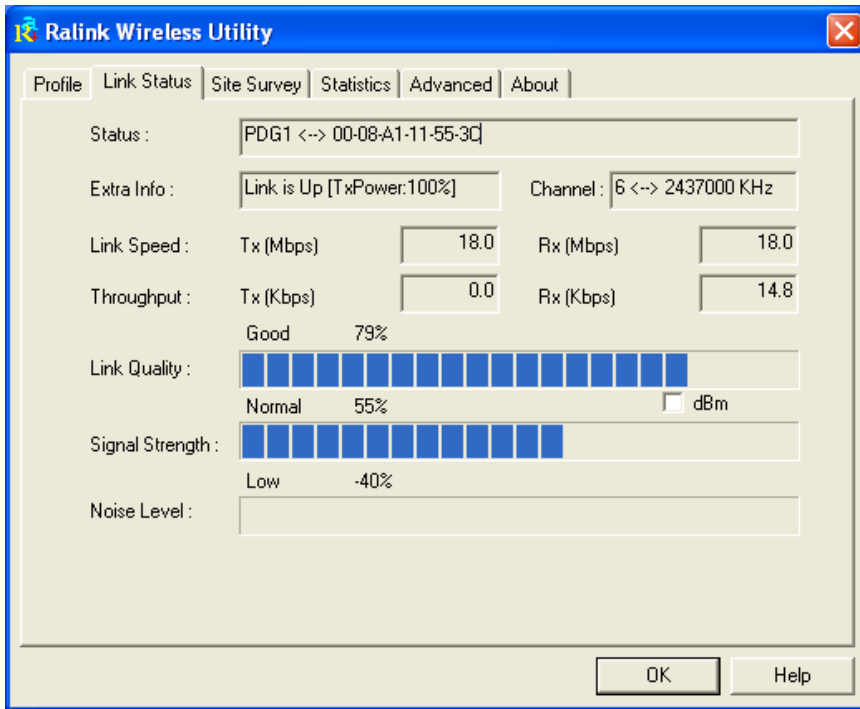 Ralink Wireless Utility
Profile Link Status Site Survey Statistics Advanced About
Status : PDG1 <--> 00-08-A1-11-55-3C
Extra Info : Link is Up [TxPower:100%] Channel : 6 <--> 2437000 KHz
Link Speed : Tx (Mbps) 18.0 Rx (Mbps) 18.0
Throughput : Tx (Kbps) 0.0 Rx (Kbps) 14.8
Good 79%
Link Quality :
Normal 55% dBm
Signal Strength :
Low -40%
Noise Level :
OK Help